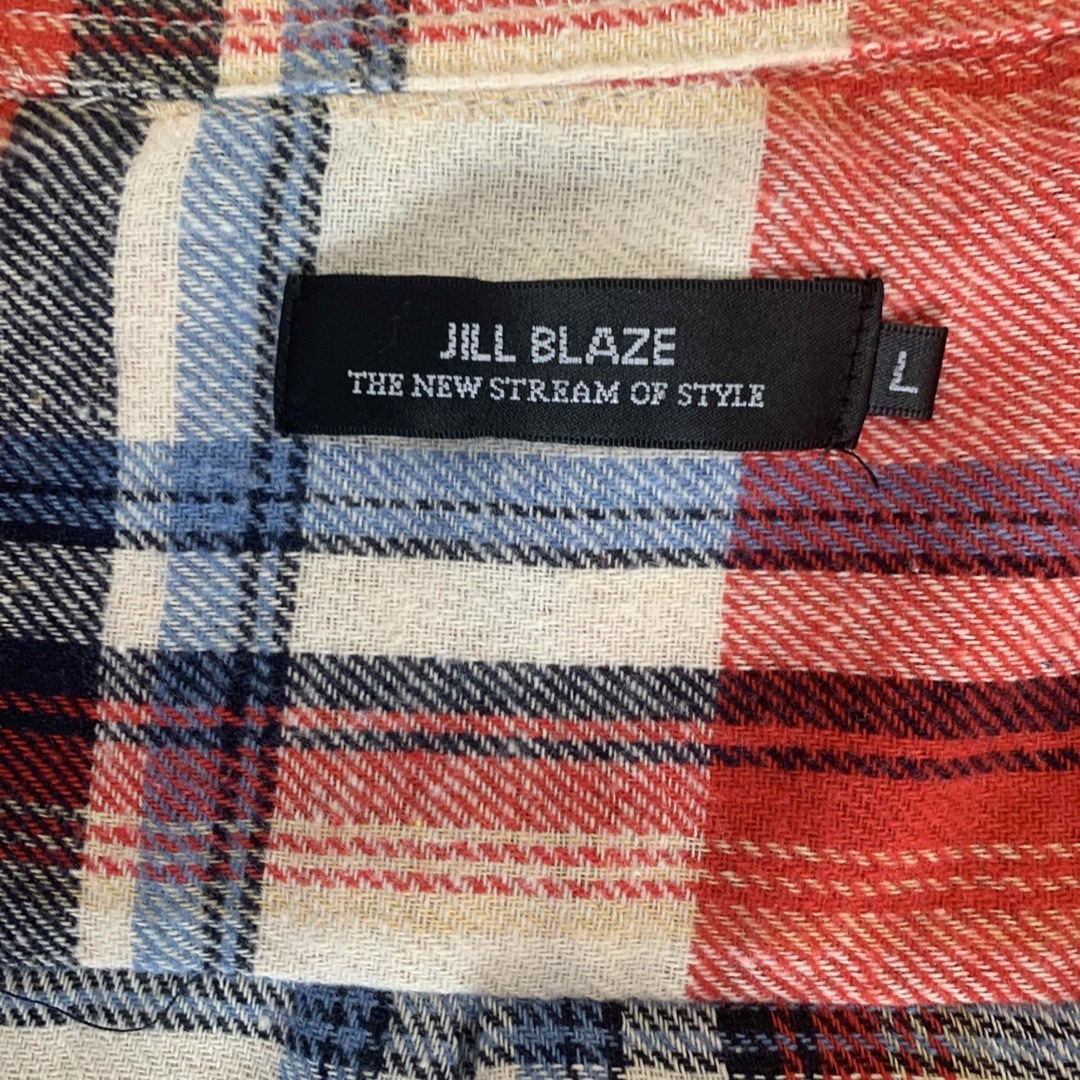 JILL BLAZE
THE NEW STREAM OF STYLE
L